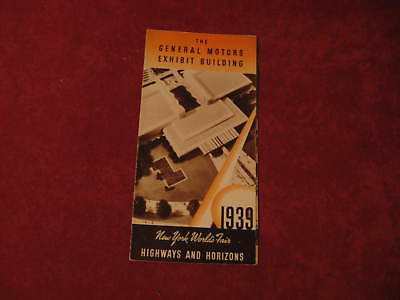 THE
GENERAL MOTORS
EXHIBIT BUILDING
1939
New York World's Fair
HIGHWAYS AND HORIZONS